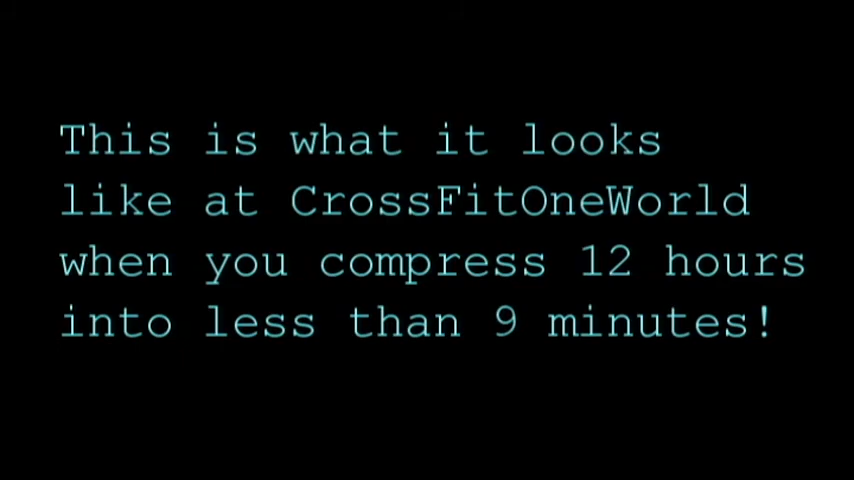 This is what it looks
like at CrossFitOneWorld
when you compress 12 hours
into less than 9 minutes!